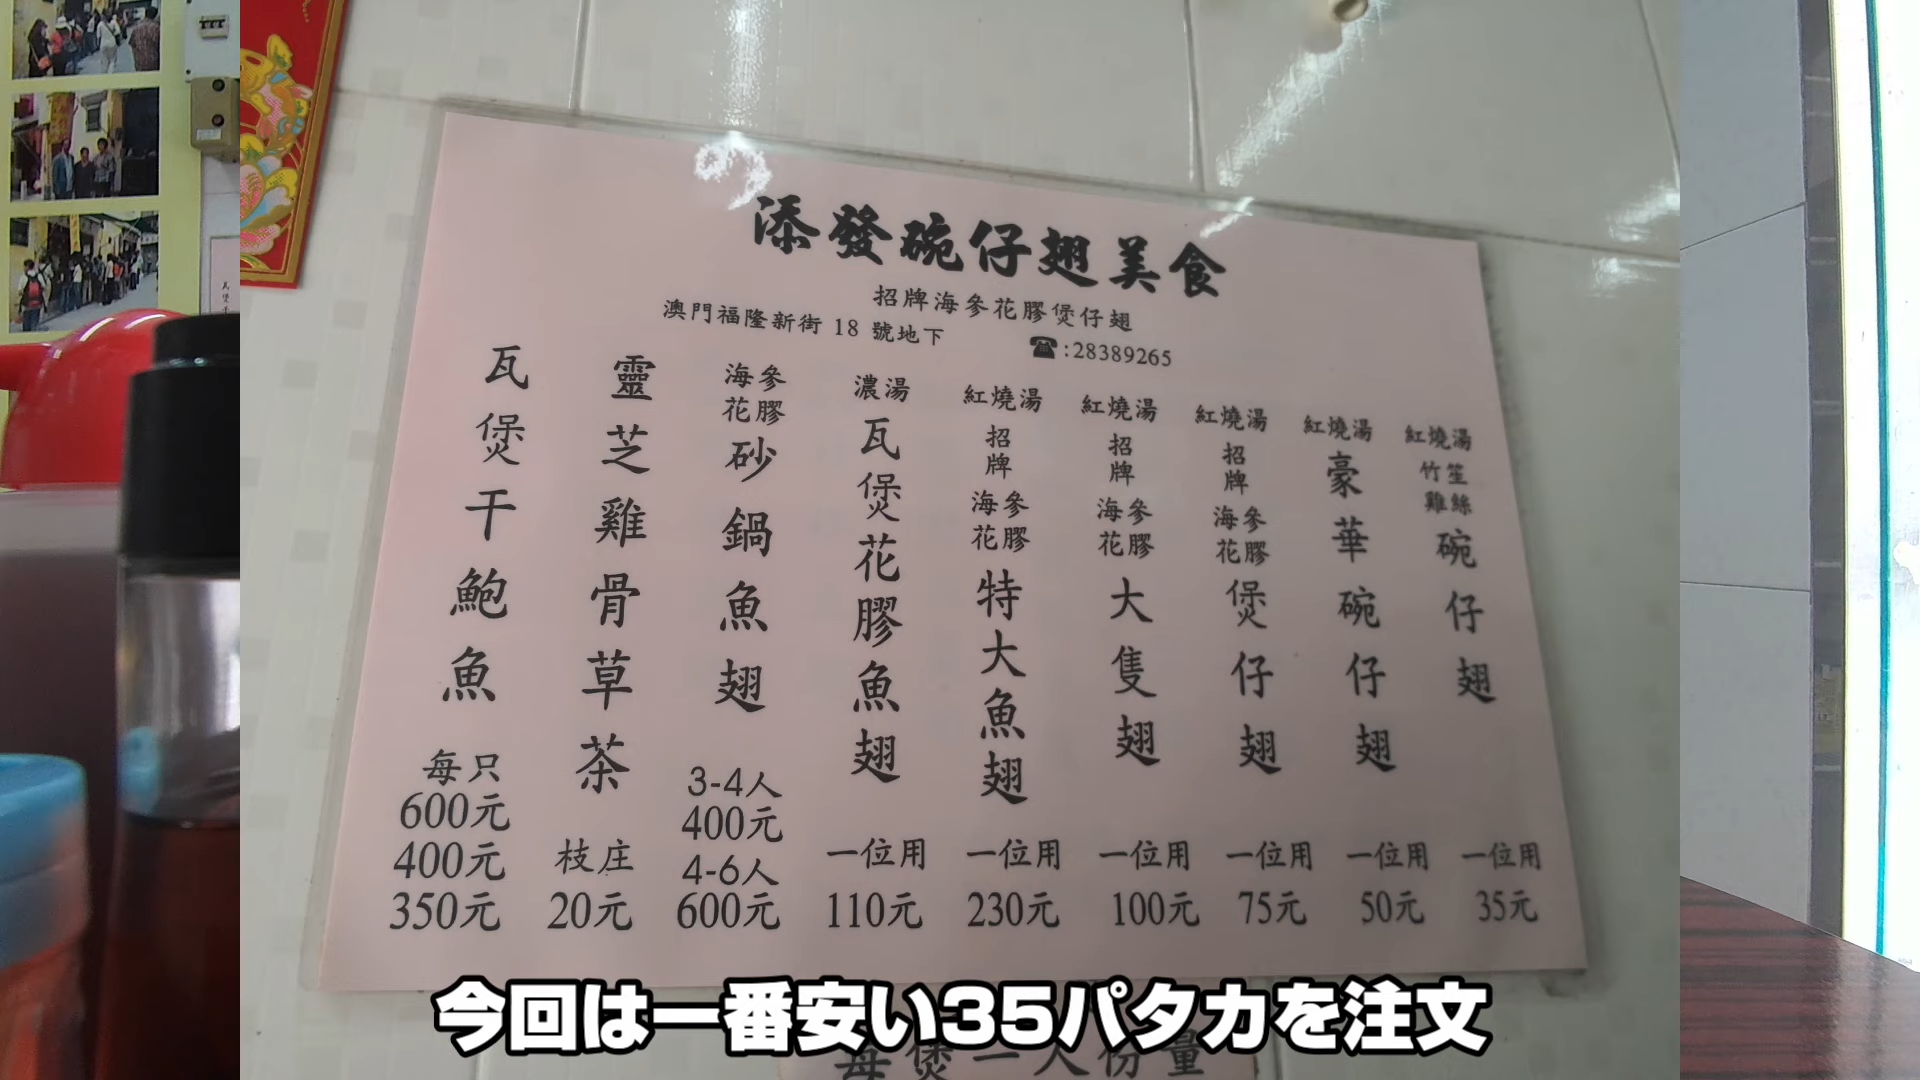 添發碗仔翅美食
招牌海參花膠煲仔翅
澳門福隆新街 18 號地下
☎:28389265
紅燒湯 竹笙雞絲 碗仔翅 一位用 35元
紅燒湯 豪華碗仔翅 一位用 50元
紅燒湯 招牌 海參花膠 煲仔翅 一位用 75元
紅燒湯 招牌 海參花膠 大隻翅 一位用 100元
紅燒湯 招牌 海參花膠 特大魚翅 一位用 230元
濃湯 瓦煲花膠魚翅 一位用 110元
海參花膠 砂鍋魚翅 3-4人 400元 4-6人 600元
靈芝雞骨草茶 枝庄 20元
瓦煲干鮑魚 每只 600元 400元 350元
今回は一番安い35パタカを注文
每煲一人份量